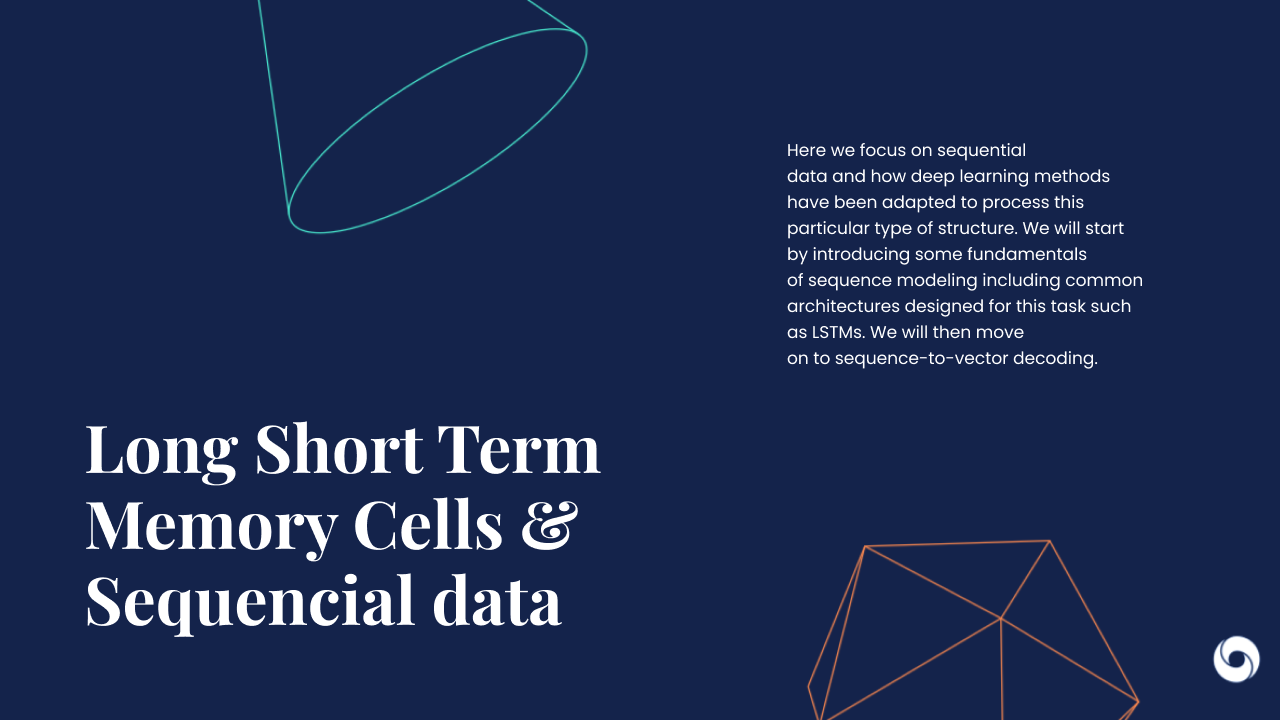 Here we focus on sequential
data and how deep learning methods
have been adapted to process this
particular type of structure. We will start
by introducing some fundamentals
of sequence modeling including common
architectures designed for this task such
as LSTMs. We will then move
on to sequence-to-vector decoding.
Long Short Term
Memory Cells &
Sequencial data